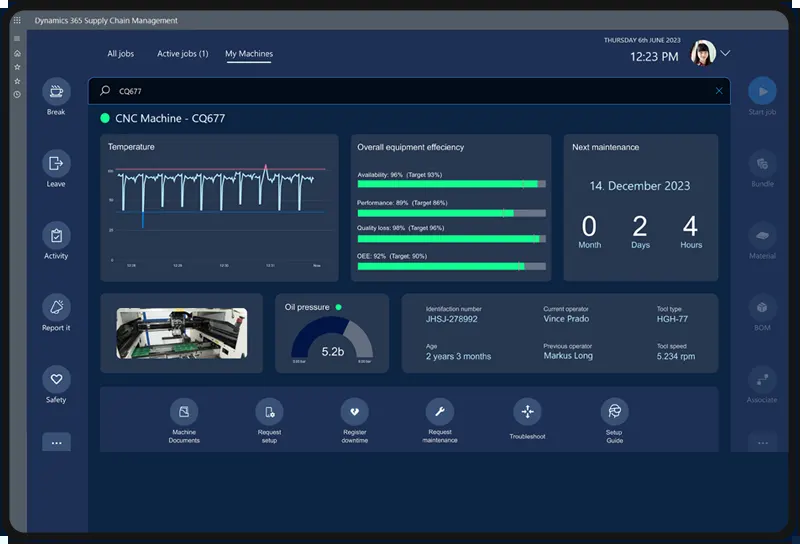 Dynamics 365 Supply Chain Management
THURSDAY 6th JUNE 2023
12:23 PM
All jobs
Active jobs (1)
My Machines
CQ677
Break
Leave
Activity
Report it
Safety
CNC Machine - CQ677
Temperature
100
50
Now
Overall equipment effeciency
Availability: 96% (Target 93%)
Performance: 89% (Target 86%)
Quality loss: 98% (Target 96%)
OEE: 92% (Target: 90%)
Next maintenance
14. December 2023
0 2 4
Month Days Hours
Oil pressure
5.2b
Identifaction number
JHSJ-278992
Current operator
Vince Prado
Tool type
HGH-77
Age
2 years 3 months
Previous operator
Markus Long
Tool speed
5.234 rpm
Machine
Documents
Request
setup
Register
downtime
Request
maintenance
Troubleshoot
Setup
Guide
Start job
Bundle
Material
BOM
Associate